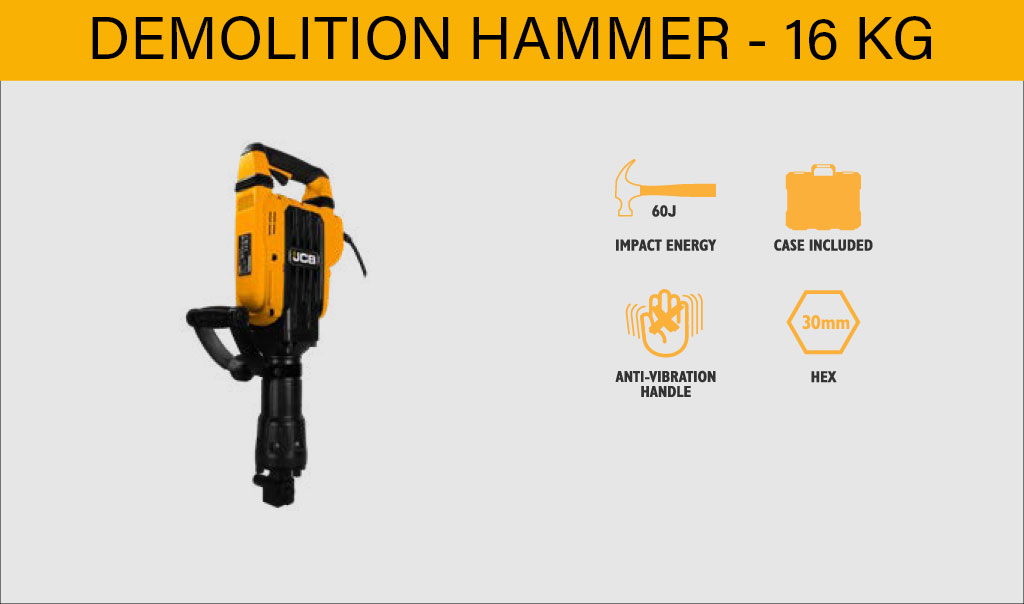 DEMOLITION HAMMER - 16 KG
JCB
60J
IMPACT ENERGY
CASE INCLUDED
30mm
ANTI-VIBRATION
HANDLE
HEX